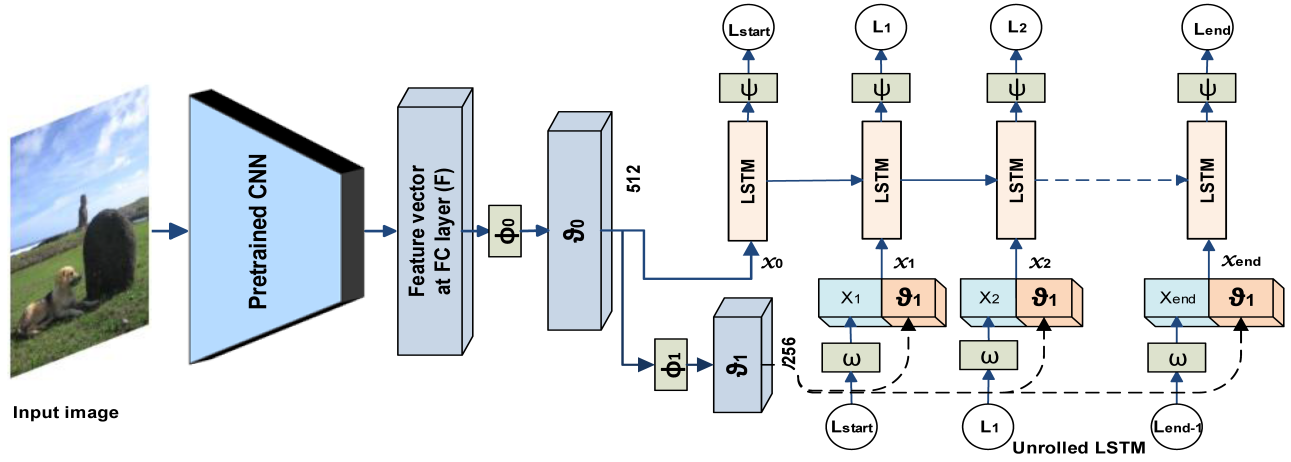 Lstart L1 L2 Lend
ψ ψ ψ ψ
Pretrained CNN
Feature vector
at FC layer (F)
ϕ0
ϑ0
512
LSTM LSTM LSTM LSTM
x0 x1 x2 xend
X1 ϑ1 X2 ϑ1 Xend ϑ1
ϕ1
ϑ1
256
ω ω ω
Input image
Lstart L1 Lend-1
Unrolled LSTM